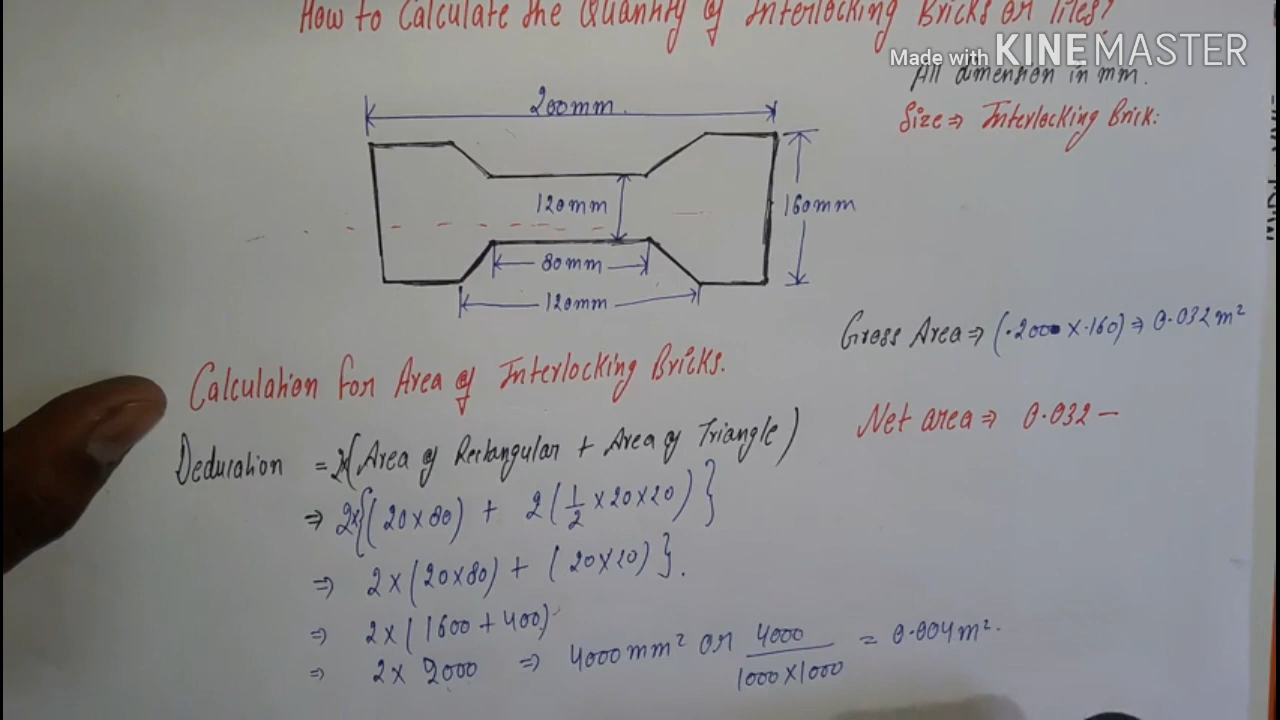 How to Calculate the Quantity of Interlocking Bricks or Tiles?
Made with KINEMASTER
All dimension in mm.
Size ⇒ Interlocking Brick:
200mm.
120mm
160mm
80mm
120mm
Gross Area ⇒ (.200 × .160) ⇒ 0.032 m²
Calculation for Area of Interlocking Bricks.
Net area ⇒ 0.032 —
Deducation = 2(Area of Rectangular + Area of Triangle)
⇒ 2×{(20×80) + 2(1/2 ×20×20)}
⇒ 2×(20×80) + (20×20)}.
⇒ 2×(1600 + 400)
⇒ 2× 2000 ⇒ 4000mm² or 4000/1000×1000 = 0.004m².